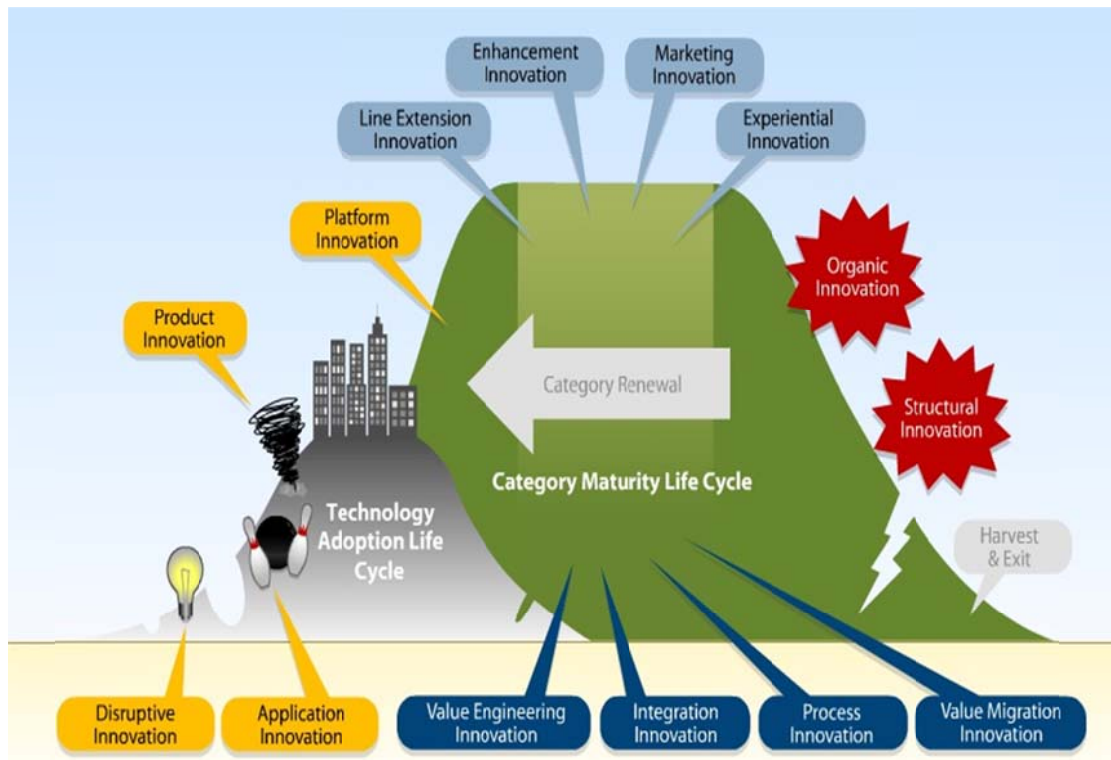 Enhancement
Innovation
Marketing
Innovation
Line Extension
Innovation
Experiential
Innovation
Platform
Innovation
Product
Innovation
Organic
Innovation
Structural
Innovation
Category Renewal
Category Maturity Life Cycle
Technology
Adoption Life
Cycle
Harvest
& Exit
Disruptive
Innovation
Application
Innovation
Value Engineering
Innovation
Integration
Innovation
Process
Innovation
Value Migration
Innovation